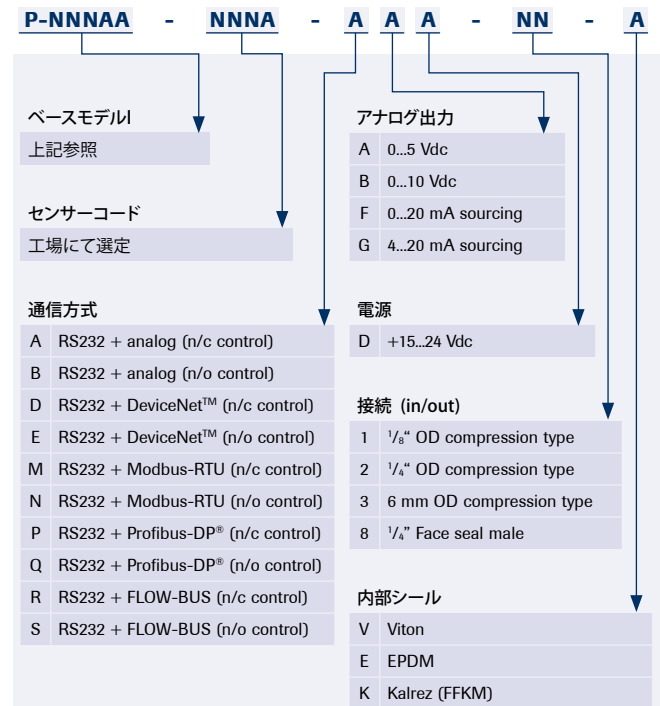 P-NNNAA - NNNA - A A A - NN - A
ベースモデルI
上記参照
センサーコード
工場にて選定
通信方式
A RS232 + analog (n/c control)
B RS232 + analog (n/o control)
D RS232 + DeviceNet™ (n/c control)
E RS232 + DeviceNet™ (n/o control)
M RS232 + Modbus-RTU (n/c control)
N RS232 + Modbus-RTU (n/o control)
P RS232 + Profibus-DP® (n/c control)
Q RS232 + Profibus-DP® (n/o control)
R RS232 + FLOW-BUS (n/c control)
S RS232 + FLOW-BUS (n/o control)
アナログ出力
A 0...5 Vdc
B 0...10 Vdc
F 0...20 mA sourcing
G 4...20 mA sourcing
電源
D +15...24 Vdc
接続 (in/out)
1 1/8“ OD compression type
2 1/4“ OD compression type
3 6 mm OD compression type
8 1/4” Face seal male
内部シール
V Viton
E EPDM
K Kalrez (FFKM)